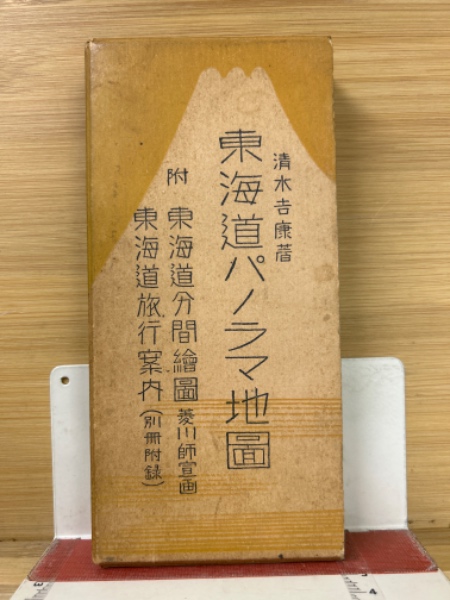 清水吉康著
東海道パノラマ地圖
附 東海道分間繪圖 菱川師宣画
東海道旅行案内（別冊附録）